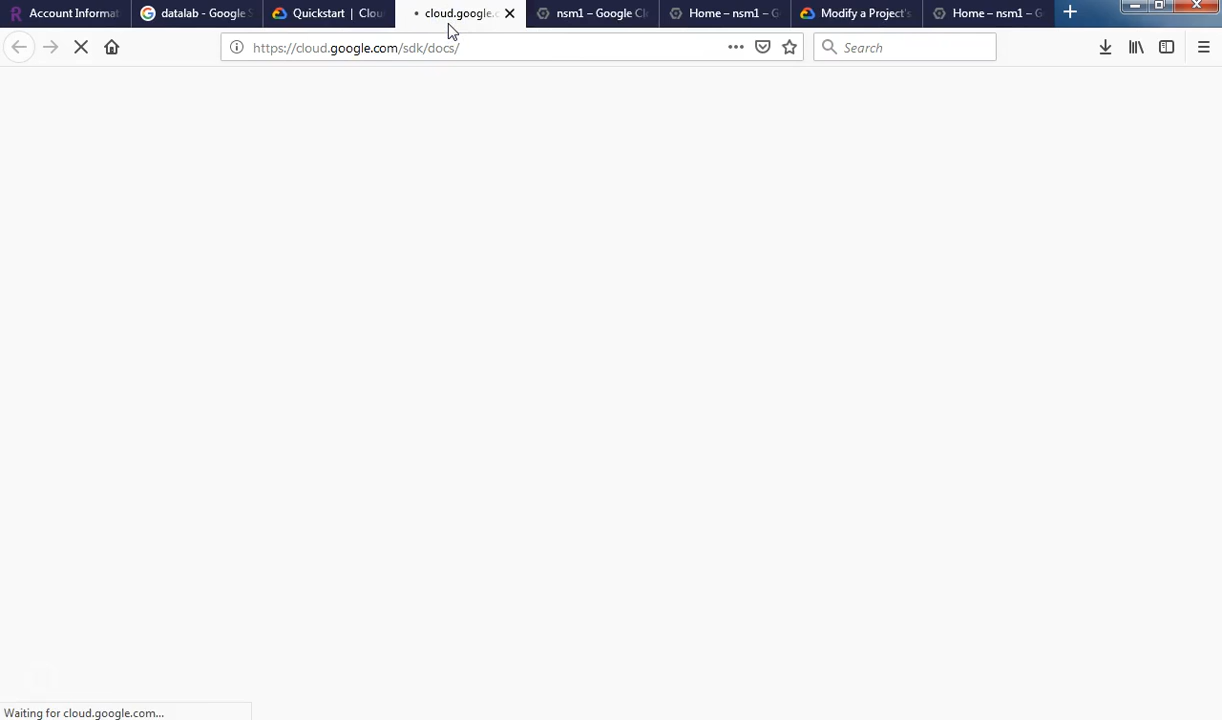 Account Informat
datalab - Google S
Quickstart | Clou
cloud.google.c
nsm1 – Google Cl
Home – nsm1 – G
Modify a Project's
Home – nsm1 – G
https://cloud.google.com/sdk/docs/
Search
Waiting for cloud.google.com...